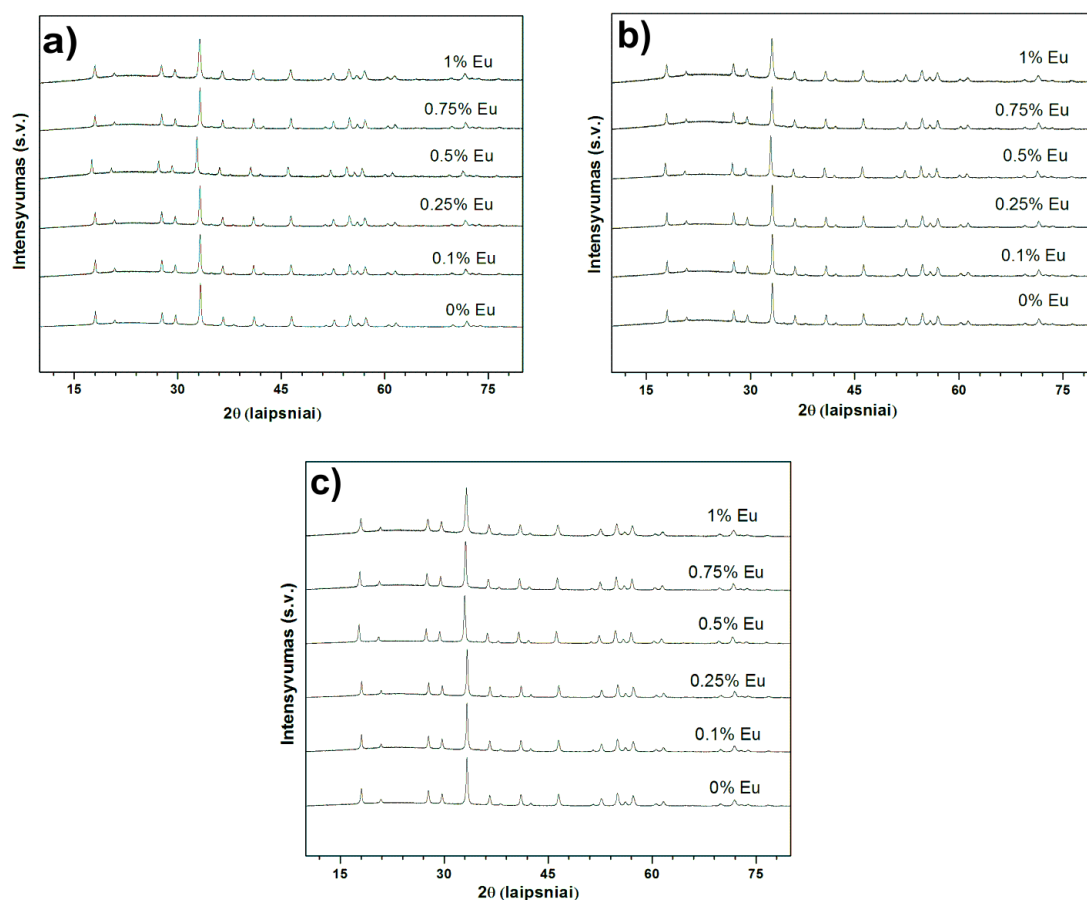 a)
1% Eu
0.75% Eu
0.5% Eu
0.25% Eu
0.1% Eu
0% Eu
Intensyvumas (s.v.)
15 30 45 60 75
2θ (laipsniai)
b)
1% Eu
0.75% Eu
0.5% Eu
0.25% Eu
0.1% Eu
0% Eu
Intensyvumas (s.v.)
15 30 45 60 75
2θ (laipsniai)
c)
1% Eu
0.75% Eu
0.5% Eu
0.25% Eu
0.1% Eu
0% Eu
Intensyvumas (s.v.)
15 30 45 60 75
2θ (laipsniai)